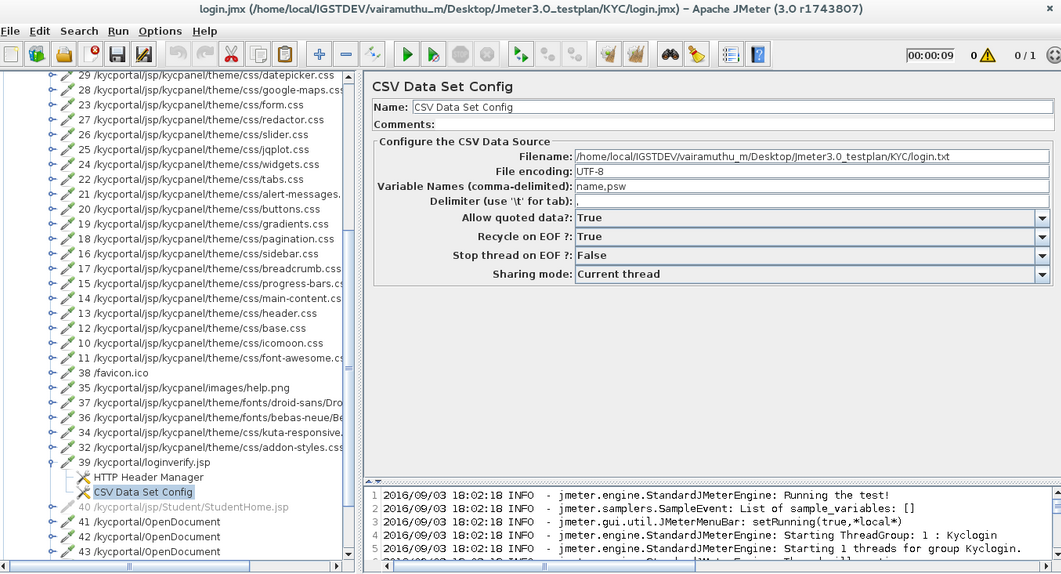 login.jmx (/home/local/IGSTDEV/vairamuthu_m/Desktop/Jmeter3.0_testplan/KYC/login.jmx) – Apache JMeter (3.0 r1743807)
File Edit Search Run Options Help
00:00:09 0 0 / 1
29 /kycportal/jsp/kycpanel/theme/css/datepicker.css
28 /kycportal/jsp/kycpanel/theme/css/google-maps.cs
23 /kycportal/jsp/kycpanel/theme/css/form.css
27 /kycportal/jsp/kycpanel/theme/css/redactor.css
26 /kycportal/jsp/kycpanel/theme/css/slider.css
25 /kycportal/jsp/kycpanel/theme/css/jqplot.css
24 /kycportal/jsp/kycpanel/theme/css/widgets.css
22 /kycportal/jsp/kycpanel/theme/css/tabs.css
21 /kycportal/jsp/kycpanel/theme/css/alert-messages.
20 /kycportal/jsp/kycpanel/theme/css/buttons.css
19 /kycportal/jsp/kycpanel/theme/css/gradients.css
18 /kycportal/jsp/kycpanel/theme/css/pagination.css
16 /kycportal/jsp/kycpanel/theme/css/sidebar.css
17 /kycportal/jsp/kycpanel/theme/css/breadcrumb.css
15 /kycportal/jsp/kycpanel/theme/css/progress-bars.c
14 /kycportal/jsp/kycpanel/theme/css/main-content.cs
13 /kycportal/jsp/kycpanel/theme/css/header.css
12 /kycportal/jsp/kycpanel/theme/css/base.css
10 /kycportal/jsp/kycpanel/theme/css/icomoon.css
11 /kycportal/jsp/kycpanel/theme/css/font-awesome.c
38 /favicon.ico
35 /kycportal/jsp/kycpanel/images/help.png
37 /kycportal/jsp/kycpanel/theme/fonts/droid-sans/Dro
36 /kycportal/jsp/kycpanel/theme/fonts/bebas-neue/Be
34 /kycportal/jsp/kycpanel/theme/css/kuta-responsive.
32 /kycportal/jsp/kycpanel/theme/css/addon-styles.css
39 /kycportal/loginverify.jsp
HTTP Header Manager
CSV Data Set Config
40 /kycportal/jsp/Student/StudentHome.jsp
41 /kycportal/OpenDocument
42 /kycportal/OpenDocument
43 /kycportal/OpenDocument
CSV Data Set Config
Name: CSV Data Set Config
Comments:
Configure the CSV Data Source
Filename: /home/local/IGSTDEV/vairamuthu_m/Desktop/Jmeter3.0_testplan/KYC/login.txt
File encoding: UTF-8
Variable Names (comma-delimited): name,psw
Delimiter (use '\t' for tab): ,
Allow quoted data?: True
Recycle on EOF ?: True
Stop thread on EOF ?: False
Sharing mode: Current thread
1 2016/09/03 18:02:18 INFO - jmeter.engine.StandardJMeterEngine: Running the test!
2 2016/09/03 18:02:18 INFO - jmeter.samplers.SampleEvent: List of sample_variables: []
3 2016/09/03 18:02:18 INFO - jmeter.gui.util.JMeterMenuBar: setRunning(true,*local*)
4 2016/09/03 18:02:18 INFO - jmeter.engine.StandardJMeterEngine: Starting ThreadGroup: 1 : Kyclogin
5 2016/09/03 18:02:18 INFO - jmeter.engine.StandardJMeterEngine: Starting 1 threads for group Kyclogin.